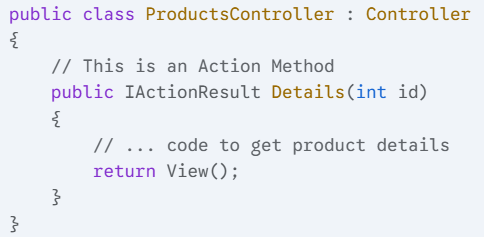 public class ProductsController : Controller
{
    // This is an Action Method
    public IActionResult Details(int id)
    {
        // ... code to get product details
        return View();
    }
}